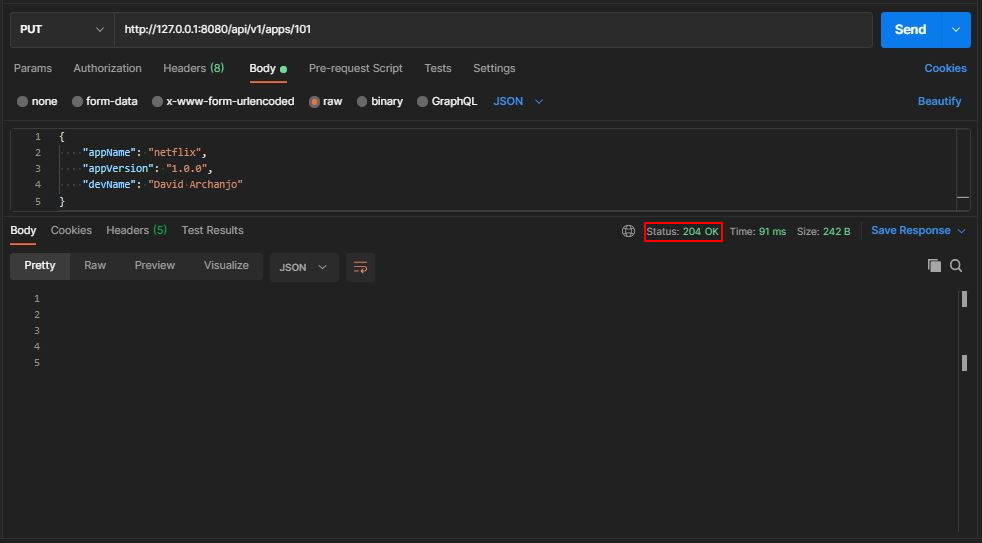 PUT http://127.0.0.1:8080/api/v1/apps/101 Send
Params Authorization Headers (8) Body Pre-request Script Tests Settings Cookies
none form-data x-www-form-urlencoded raw binary GraphQL JSON Beautify
1 {
2 ····"appName":·"netflix",
3 ····"appVersion":·"1.0.0",
4 ····"devName":·"David·Archanjo"
5 }
Body Cookies Headers (5) Test Results Status: 204 OK Time: 91 ms Size: 242 B Save Response
Pretty Raw Preview Visualize JSON
1
2
3
4
5